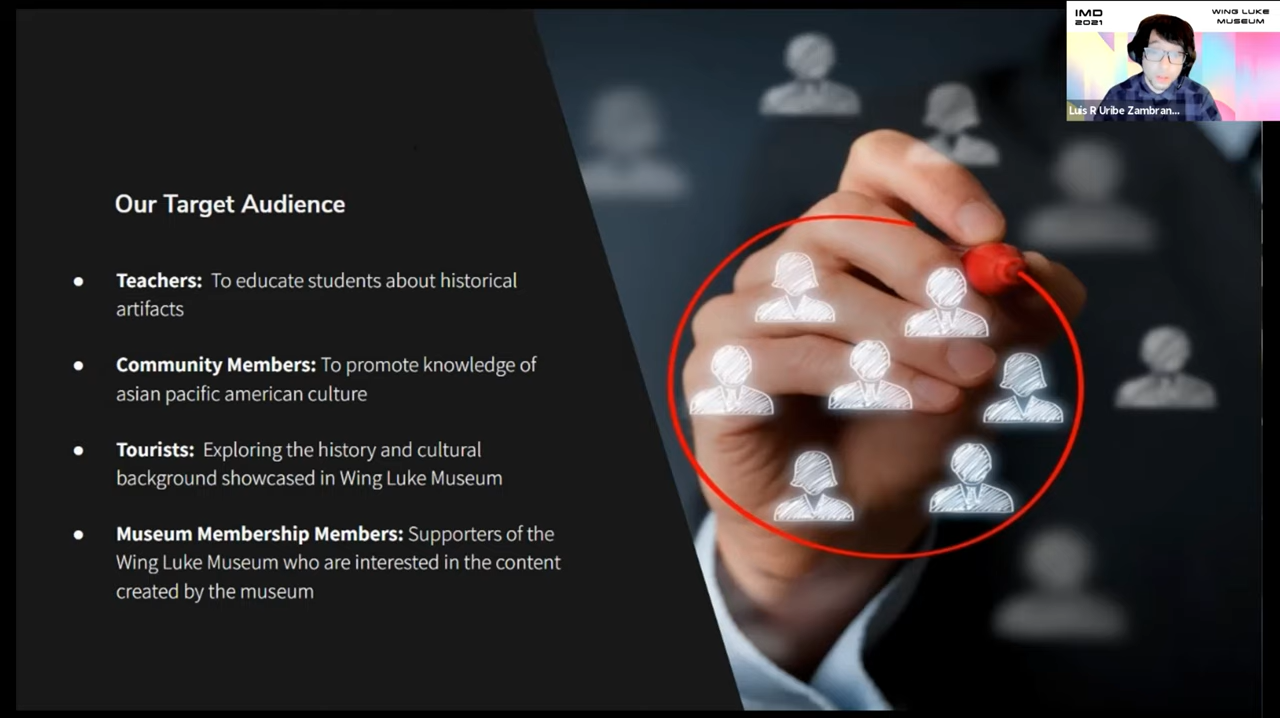 IMD
2021
WING LUKE
MUSEUM
Luis R Uribe Zambran...
Our Target Audience
● Teachers: To educate students about historical
artifacts
● Community Members: To promote knowledge of
asian pacific american culture
● Tourists: Exploring the history and cultural
background showcased in Wing Luke Museum
● Museum Membership Members: Supporters of the
Wing Luke Museum who are interested in the content
created by the museum